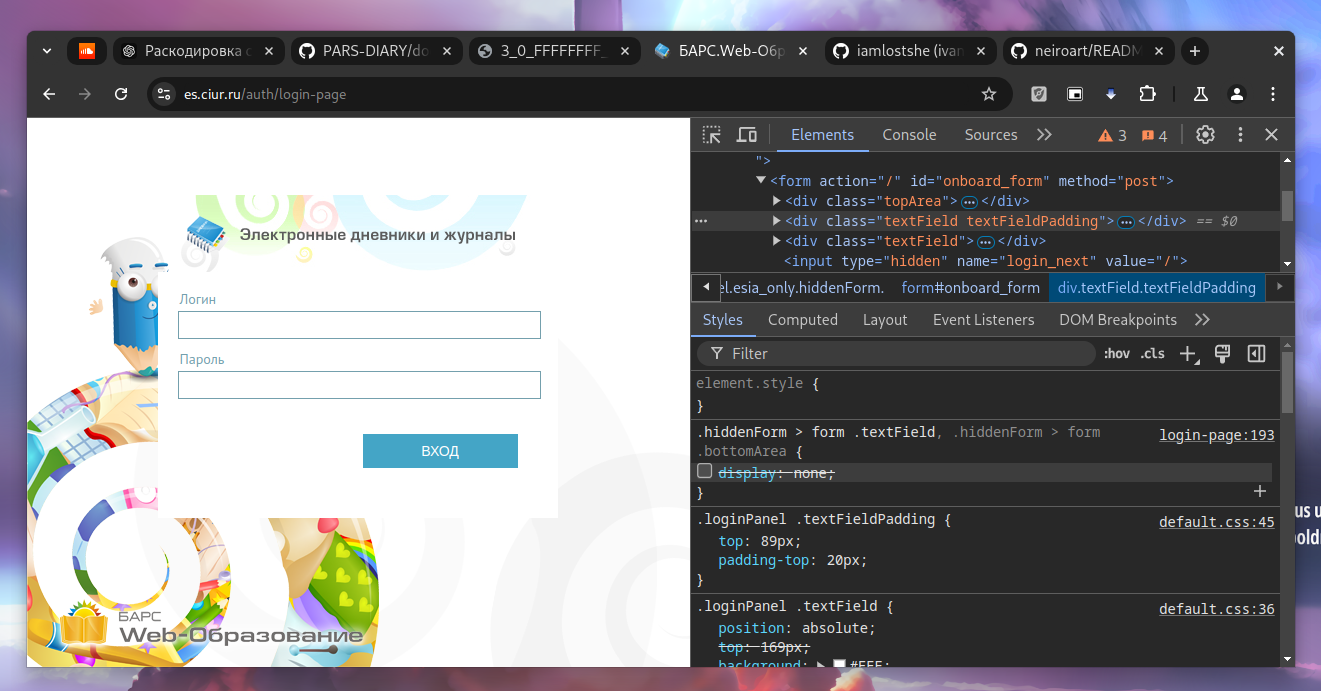 Раскодировка с
PARS-DIARY/do
3_0_FFFFFFFF_
БАРС.Web-Обр
iamlostshe (ivan
neiroart/READM
es.ciur.ru/auth/login-page
Электронные дневники и журналы
Логин
Пароль
ВХОД
БАРС
Web-Образование
Elements
Console
Sources
3
4
">
<form action="/" id="onboard_form" method="post">
<div class="topArea">…</div>
<div class="textField textFieldPadding">…</div> == $0
<div class="textField">…</div>
<input type="hidden" name="login_next" value="/">
el.esia_only.hiddenForm.
form#onboard_form
div.textField.textFieldPadding
Styles
Computed
Layout
Event Listeners
DOM Breakpoints
Filter
:hov
.cls
element.style {
}
.hiddenForm > form .textField, .hiddenForm > form
login-page:193
.bottomArea {
display: none;
}
.loginPanel .textFieldPadding {
default.css:45
top: 89px;
padding-top: 20px;
}
.loginPanel .textField {
default.css:36
position: absolute;
top: 169px;
background: #FFF;
us u
oldi